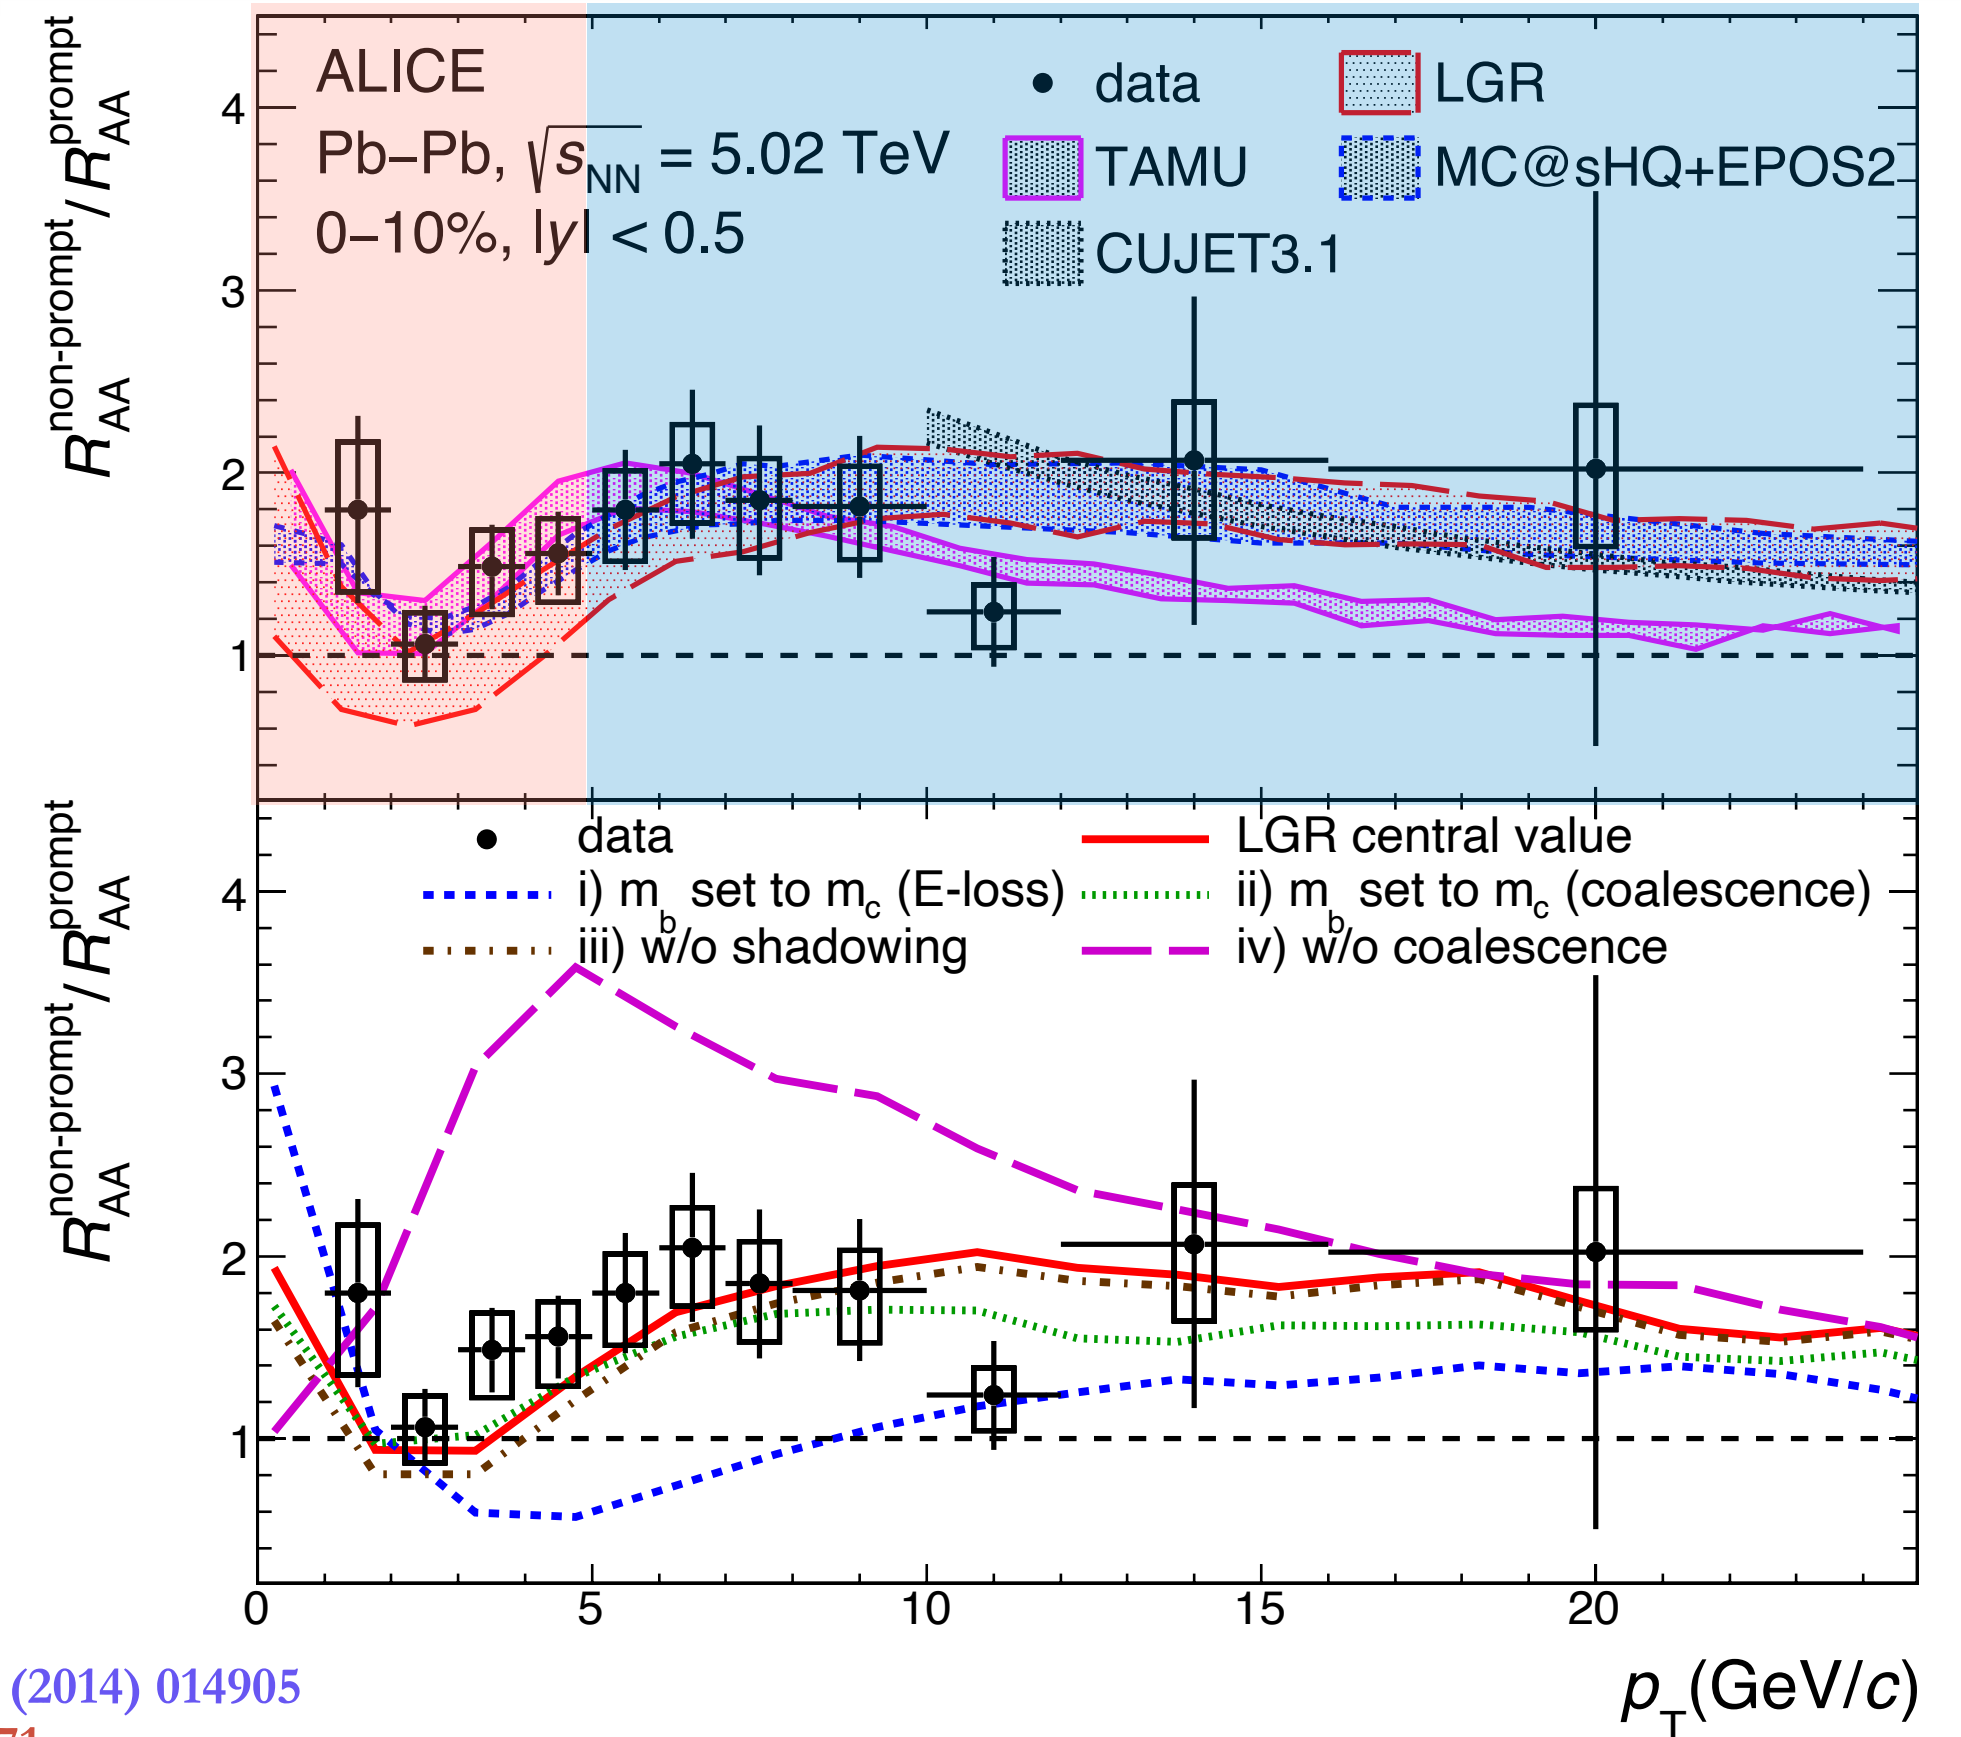 R_AA^non-prompt / R_AA^prompt
4
3
2
1
ALICE
Pb–Pb, √s_NN = 5.02 TeV
0–10%, |y| < 0.5
data
LGR
TAMU
MC@sHQ+EPOS2
CUJET3.1
R_AA^non-prompt / R_AA^prompt
4
3
2
1
data
LGR central value
i) m_b set to m_c (E-loss)
ii) m_b set to m_c (coalescence)
iii) w/o shadowing
iv) w/o coalescence
0 5 10 15 20
p_T (GeV/c)
(2014) 014905
71